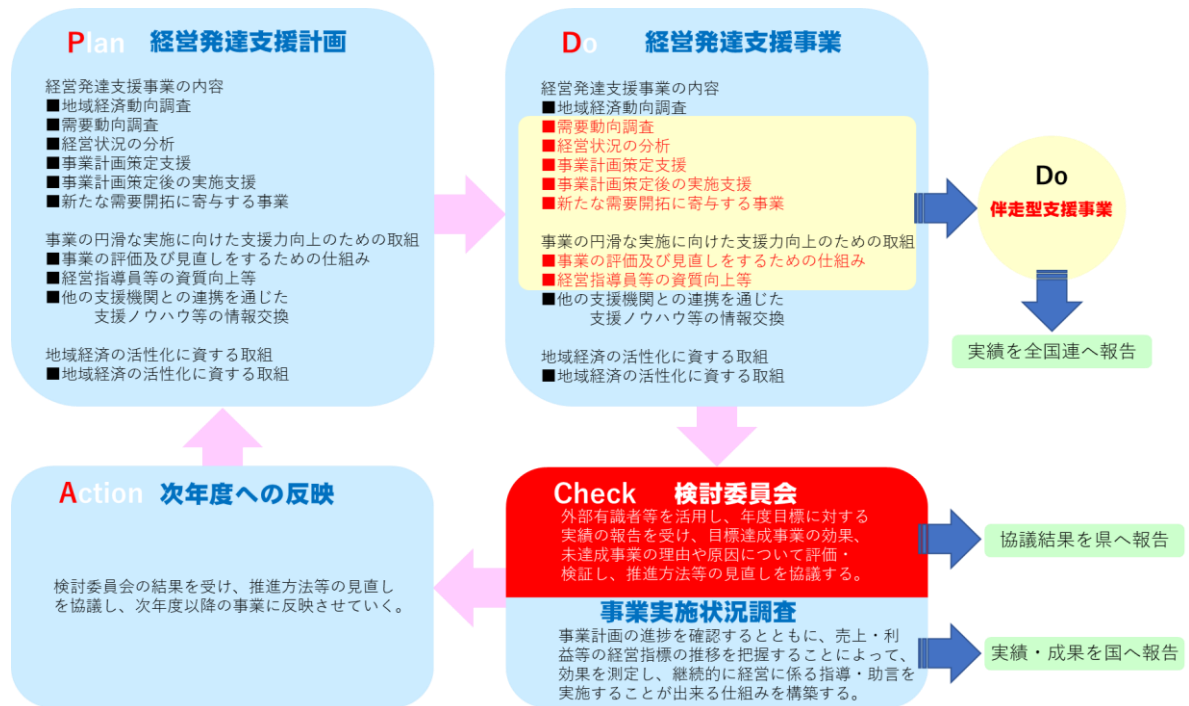 Plan 経営発達支援計画
経営発達支援事業の内容
■地域経済動向調査
■需要動向調査
■経営状況の分析
■事業計画策定支援
■事業計画策定後の実施支援
■新たな需要開拓に寄与する事業
事業の円滑な実施に向けた支援力向上のための取組
■事業の評価及び見直しをするための仕組み
■経営指導員等の資質向上等
■他の支援機関との連携を通じた
支援ノウハウ等の情報交換
地域経済の活性化に資する取組
■地域経済の活性化に資する取組
Do 経営発達支援事業
経営発達支援事業の内容
■地域経済動向調査
■需要動向調査
■経営状況の分析
■事業計画策定支援
■事業計画策定後の実施支援
■新たな需要開拓に寄与する事業
事業の円滑な実施に向けた支援力向上のための取組
■事業の評価及び見直しをするための仕組み
■経営指導員等の資質向上等
■他の支援機関との連携を通じた
支援ノウハウ等の情報交換
地域経済の活性化に資する取組
■地域経済の活性化に資する取組
Do
伴走型支援事業
実績を全国連へ報告
Check 検討委員会
外部有識者等を活用し、年度目標に対する
実績の報告を受け、目標達成事業の効果、
未達成事業の理由や原因について評価・
検証し、推進方法等の見直しを協議する。
協議結果を県へ報告
事業実施状況調査
事業計画の進捗を確認するとともに、売上・利
益等の経営指標の推移を把握することによって、
効果を測定し、継続的に経営に係る指導・助言を
実施することが出来る仕組みを構築する。
実績・成果を国へ報告
Action 次年度への反映
検討委員会の結果を受け、推進方法等の見直し
を協議し、次年度以降の事業に反映させていく。